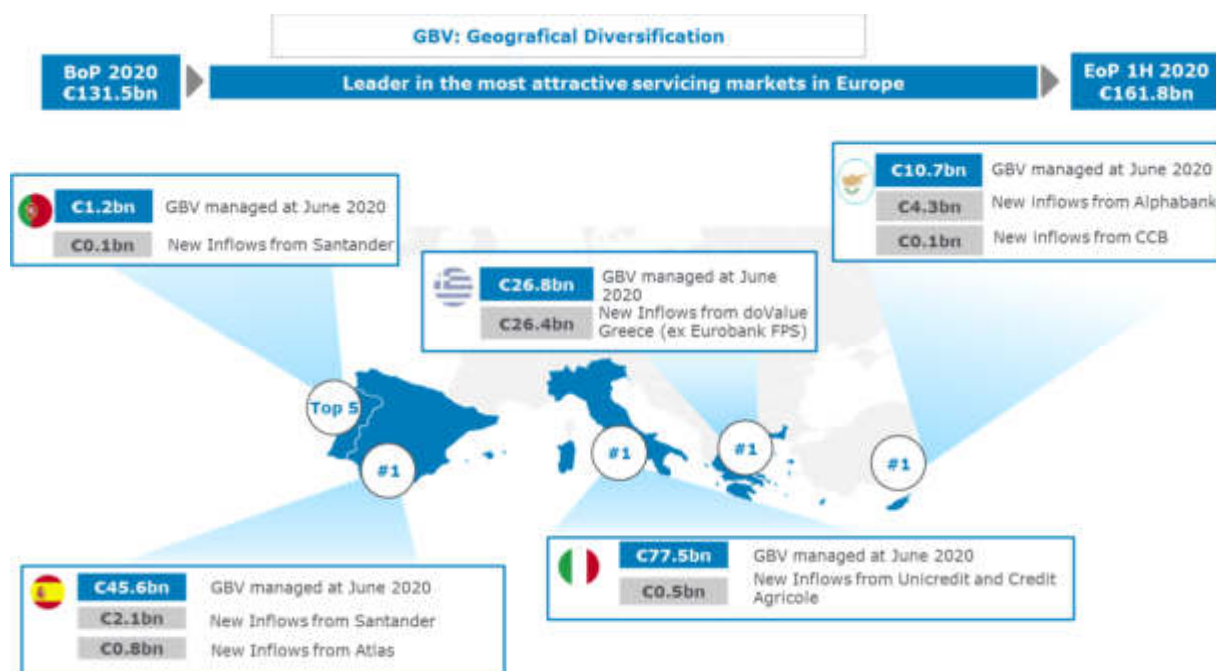 GBV: Geografical Diversification
BoP 2020
€131.5bn
Leader in the most attractive servicing markets in Europe
EoP 1H 2020
€161.8bn
€10.7bn GBV managed at June 2020
€4.3bn New Inflows from Alphabank
€0.1bn New Inflows from CCB
€1.2bn GBV managed at June 2020
€0.1bn New Inflows from Santander
€26.8bn GBV managed at June
2020
€26.4bn New Inflows from doValue
Greece (ex Eurobank FPS)
Top 5
#1
#1
#1
#1
€77.5bn GBV managed at June 2020
€0.5bn New Inflows from Unicredit and Credit
Agricole
€45.6bn GBV managed at June 2020
€2.1bn New Inflows from Santander
€0.8bn New Inflows from Atlas